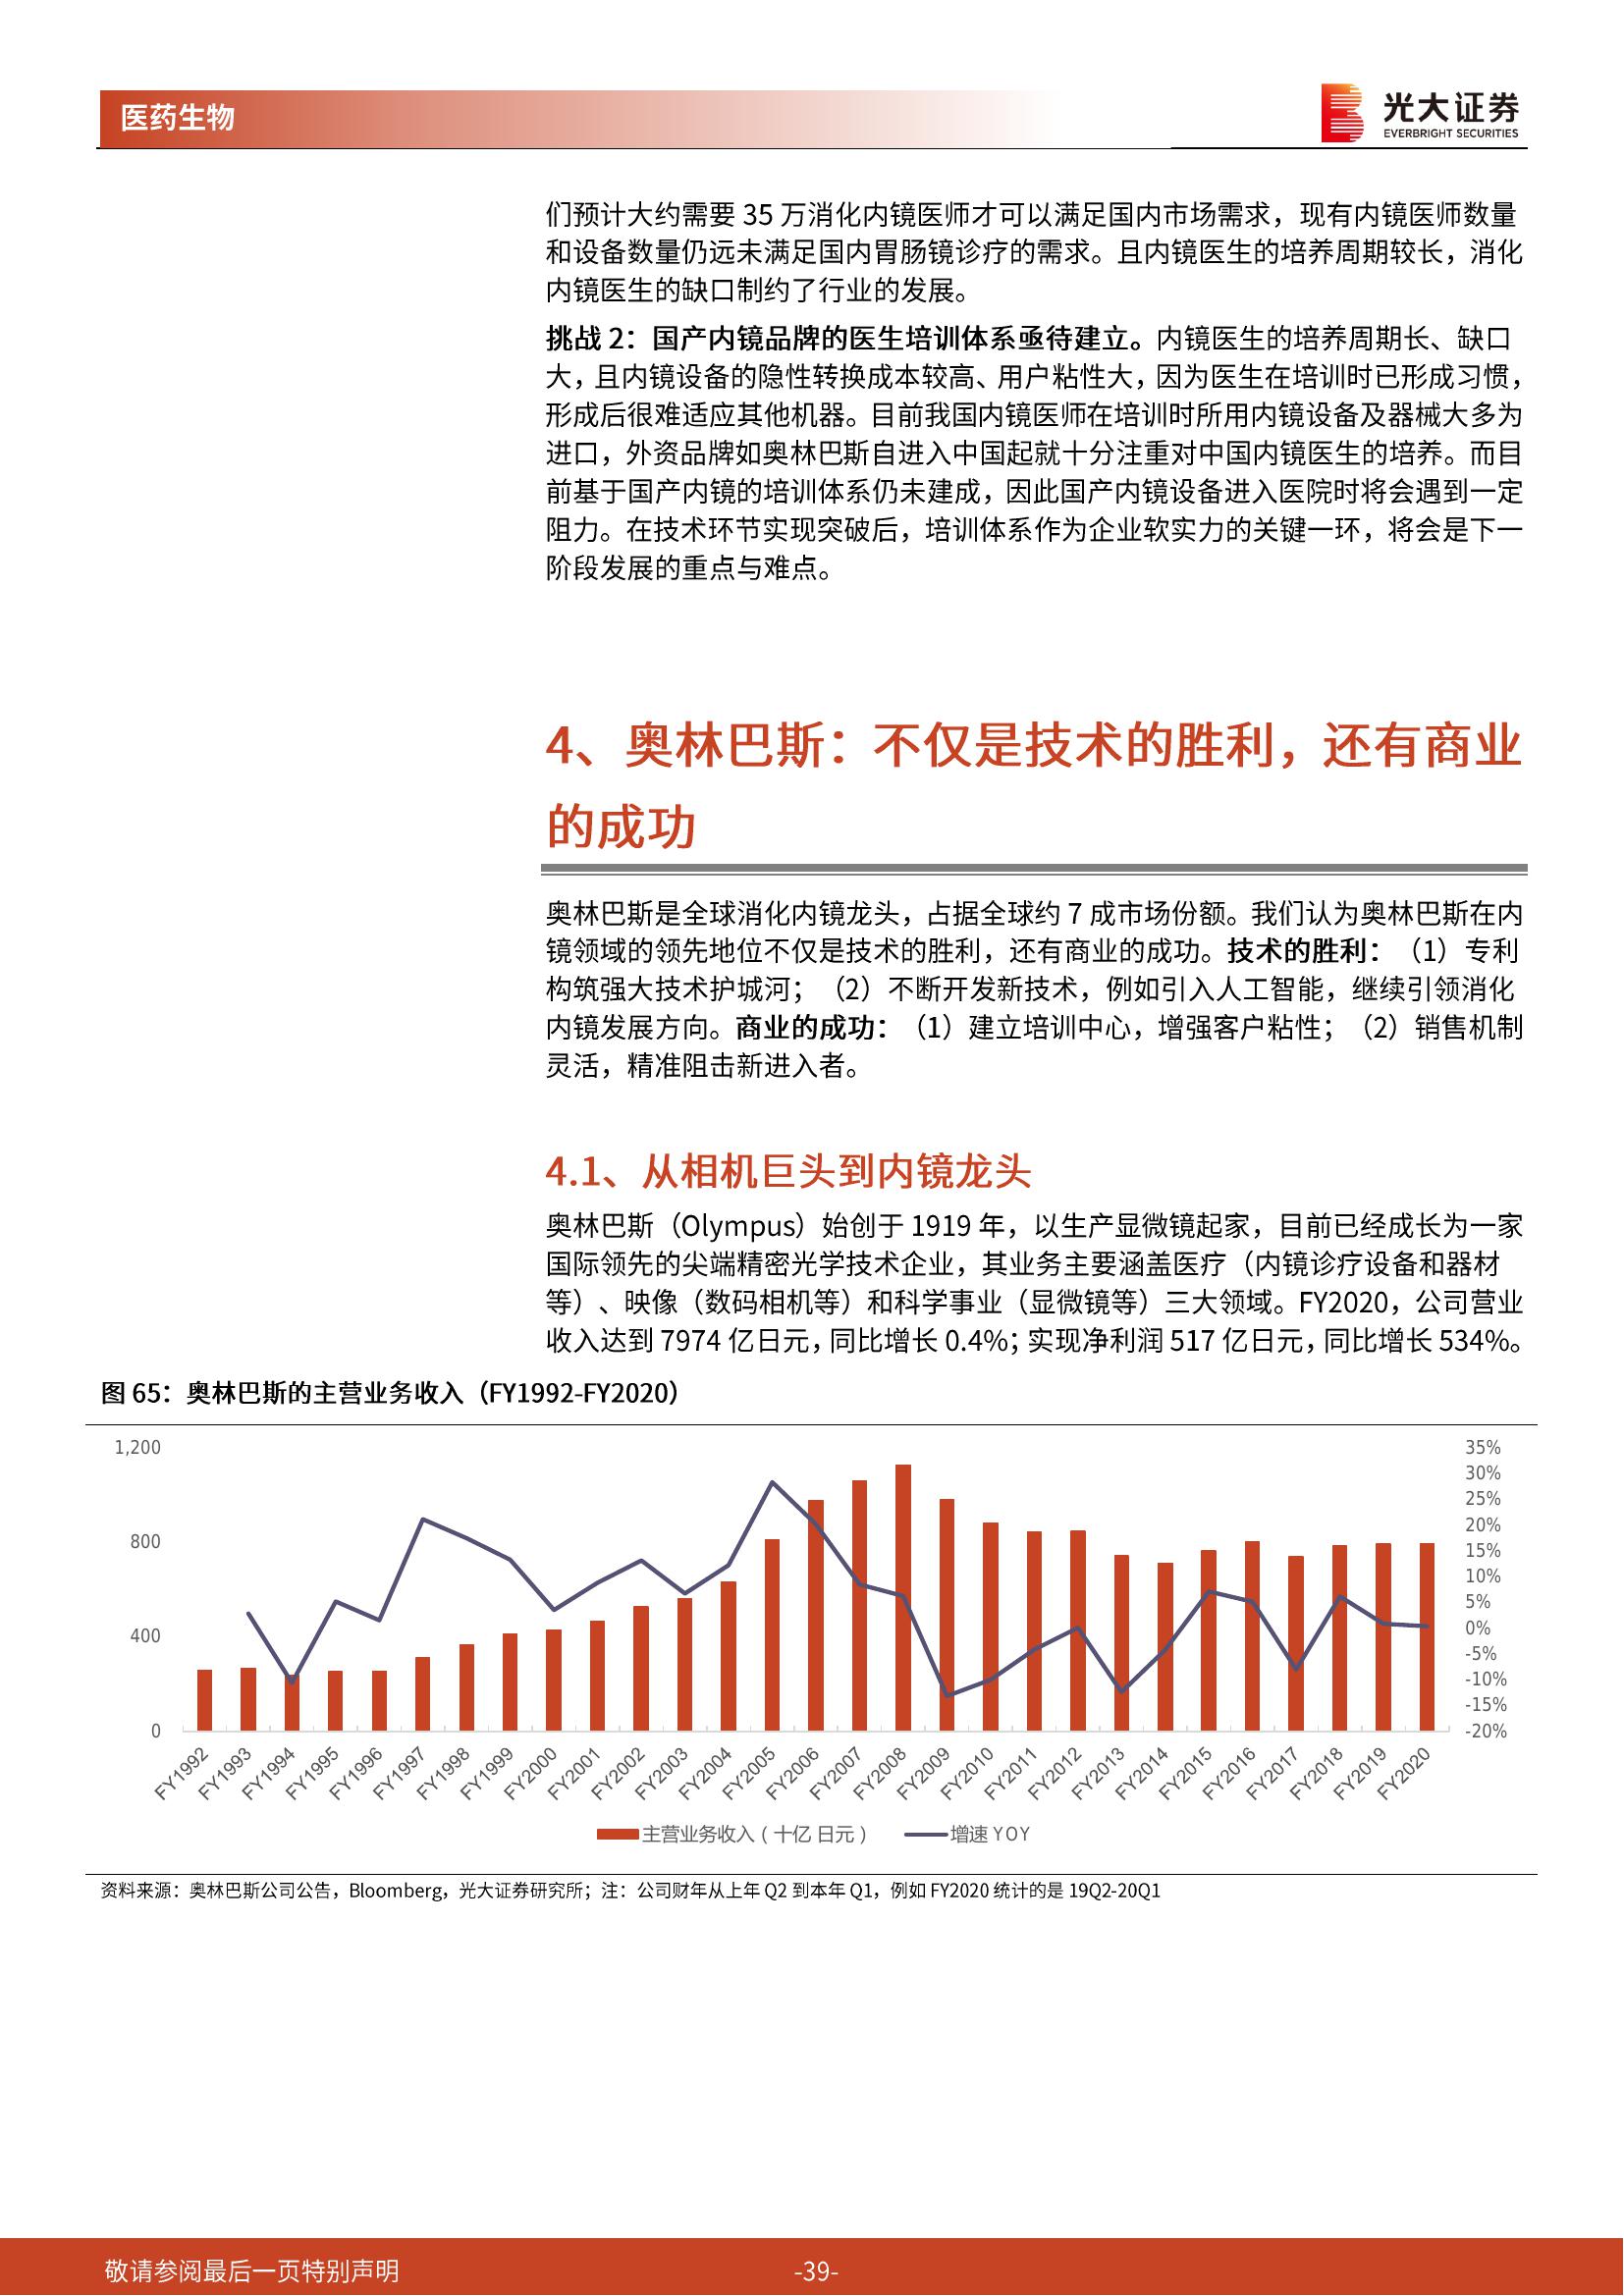 医药生物
光大证券
EVERBRIGHT SECURITIES
们预计大约需要 35 万消化内镜医师才可以满足国内市场需求，现有内镜医师数量
和设备数量仍远未满足国内胃肠镜诊疗的需求。且内镜医生的培养周期较长，消化
内镜医生的缺口制约了行业的发展。
挑战 2：国产内镜品牌的医生培训体系亟待建立。内镜医生的培养周期长、缺口
大，且内镜设备的隐性转换成本较高、用户粘性大，因为医生在培训时已形成习惯，
形成后很难适应其他机器。目前我国内镜医师在培训时所用内镜设备及器械大多为
进口，外资品牌如奥林巴斯自进入中国起就十分注重对中国内镜医生的培养。而目
前基于国产内镜的培训体系仍未建成，因此国产内镜设备进入医院时将会遇到一定
阻力。在技术环节实现突破后，培训体系作为企业软实力的关键一环，将会是下一
阶段发展的重点与难点。
4、奥林巴斯：不仅是技术的胜利，还有商业
的成功
奥林巴斯是全球消化内镜龙头，占据全球约 7 成市场份额。我们认为奥林巴斯在内
镜领域的领先地位不仅是技术的胜利，还有商业的成功。技术的胜利：（1）专利
构筑强大技术护城河；（2）不断开发新技术，例如引入人工智能，继续引领消化
内镜发展方向。商业的成功：（1）建立培训中心，增强客户粘性；（2）销售机制
灵活，精准阻击新进入者。
4.1、从相机巨头到内镜龙头
奥林巴斯（Olympus）始创于 1919 年，以生产显微镜起家，目前已经成长为一家
国际领先的尖端精密光学技术企业，其业务主要涵盖医疗（内镜诊疗设备和器材
等）、映像（数码相机等）和科学事业（显微镜等）三大领域。FY2020，公司营业
收入达到 7974 亿日元，同比增长 0.4%；实现净利润 517 亿日元，同比增长 534%。
图 65：奥林巴斯的主营业务收入（FY1992-FY2020）
1,200
800
400
0
35%
30%
25%
20%
15%
10%
5%
0%
-5%
-10%
-15%
-20%
FY1992 FY1993 FY1994 FY1995 FY1996 FY1997 FY1998 FY1999 FY2000 FY2001 FY2002 FY2003 FY2004 FY2005 FY2006 FY2007 FY2008 FY2009 FY2010 FY2011 FY2012 FY2013 FY2014 FY2015 FY2016 FY2017 FY2018 FY2019 FY2020
主营业务收入（十亿 日元） 增速 YOY
资料来源：奥林巴斯公司公告，Bloomberg，光大证券研究所；注：公司财年从上年 Q2 到本年 Q1，例如 FY2020 统计的是 19Q2-20Q1
敬请参阅最后一页特别声明
-39-